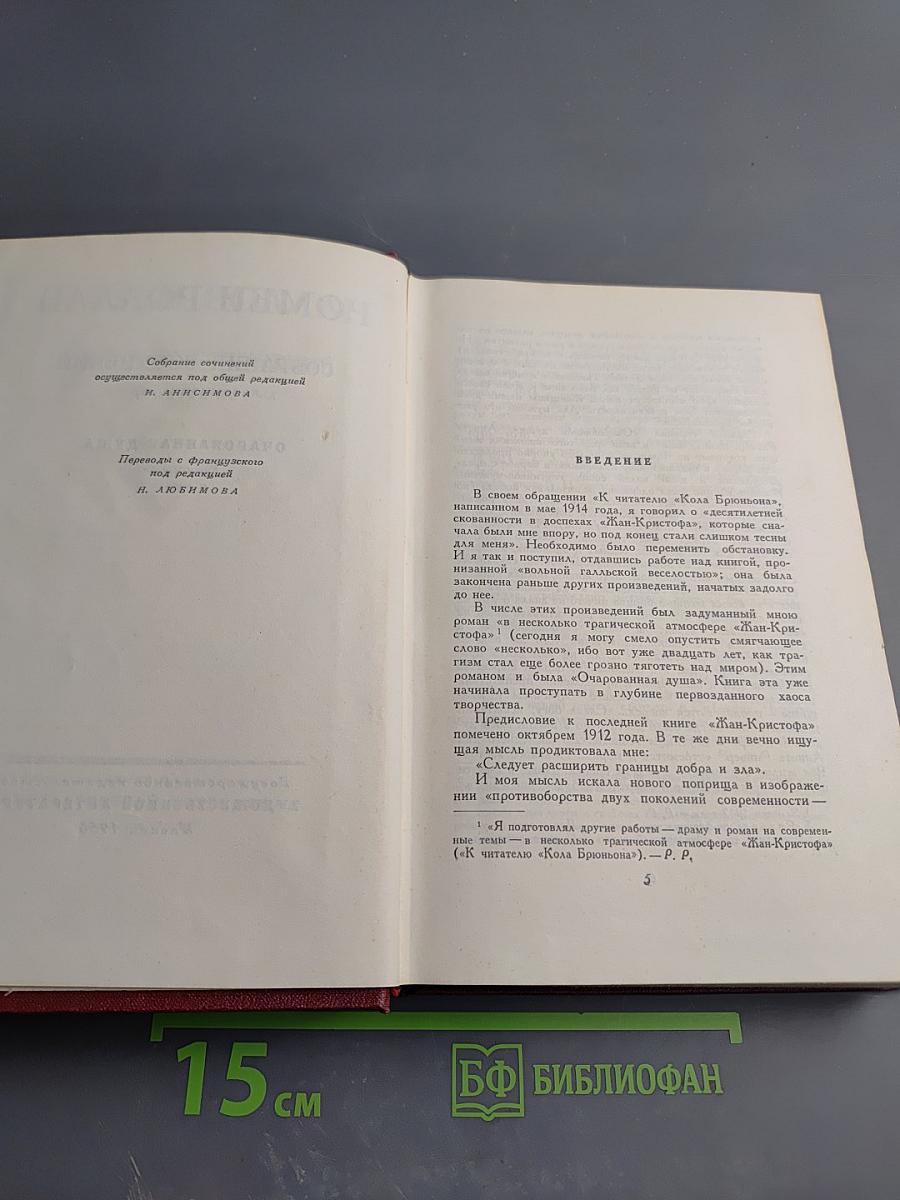 Собрание сочинений
осуществляется под общей редакцией
И. АНИСИМОВА
Переводы с французского
под редакцией
Н. ЛЮБИМОВА
ВВЕДЕНИЕ
В своем обращении «К читателю «Кола Брюньона»,
написанном в мае 1914 года, я говорил о «десятилетней
скованности в доспехах «Жан-Кристофа», которые сна-
чала были мне впору, но под конец стали слишком тесны
для меня». Необходимо было переменить обстановку.
И я так и поступил, отдавшись работе над книгой, про-
низанной «вольной галльской веселостью»; она была
закончена раньше других произведений, начатых задолго
до нее.
В числе этих произведений был задуманный мною
роман «в несколько трагической атмосфере «Жан-Кри-
стофа» ¹ (сегодня я могу смело опустить смягчающее
слово «несколько», ибо вот уже двадцать лет, как тра-
гизм стал еще более грозно тяготеть над миром). Этим
романом и была «Очарованная душа». Книга эта уже
начинала проступать в глубине первозданного хаоса
творчества.
Предисловие к последней книге «Жан-Кристофа»
помечено октябрем 1912 года. В те же дни вечно ищу-
щая мысль продиктовала мне:
«Следует расширить границы добра и зла».
И моя мысль искала нового поприща в изображе-
нии «противоборства двух поколений современности —
¹ «Я подготовлял другие работы — драму и роман на современ-
ные темы — в несколько трагической атмосфере «Жан-Кристофа»
(«К читателю «Кола Брюньона»). — Р. Р.
5
15 см
БФ БИБЛИОФАН